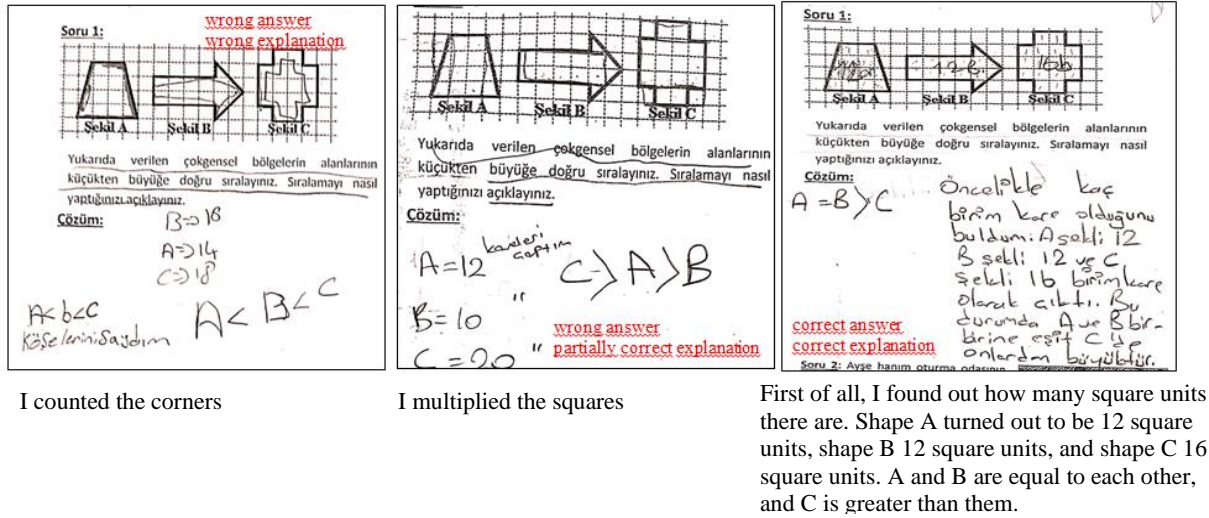 Soru 1:
wrong answer
wrong explanation
Şekil A Şekil B Şekil C
Yukarıda verilen çokgensel bölgelerin alanlarının
küçükten büyüğe doğru sıralayınız. Sıralamayı nasıl
yaptığınızı açıklayınız.
Çözüm:
B=>18
A=>14
C=>18
A<b<C
A<B<C
Köşelerini Saydım
Şekil A Şekil B Şekil C
Yukarıda verilen çokgensel bölgelerin alanlarının
küçükten büyüğe doğru sıralayınız. Sıralamayı nasıl
yaptığınızı açıklayınız.
Çözüm:
A=12 kareleri çaptım
C>A>B
B=10 "
C=20 "
wrong answer
partially correct explanation
Soru 1:
12B 16b
Şekil A Şekil B Şekil C
Yukarıda verilen çokgensel bölgelerin alanlarının
küçükten büyüğe doğru sıralayınız. Sıralamayı nasıl
yaptığınızı açıklayınız.
Çözüm:
A=B>C
Öncelikle kaç
birim kare olduğunu
buldum. A şekli 12
B şekli 12 ve C
şekli 16 birimkare
olarak çıktı. Bu
durumda A ve B bir-
birine eşit C de
onlardan büyüktür.
correct answer
correct explanation
Soru 2: Ayşe hanım oturma odasının
I counted the corners
I multiplied the squares
First of all, I found out how many square units
there are. Shape A turned out to be 12 square
units, shape B 12 square units, and shape C 16
square units. A and B are equal to each other,
and C is greater than them.